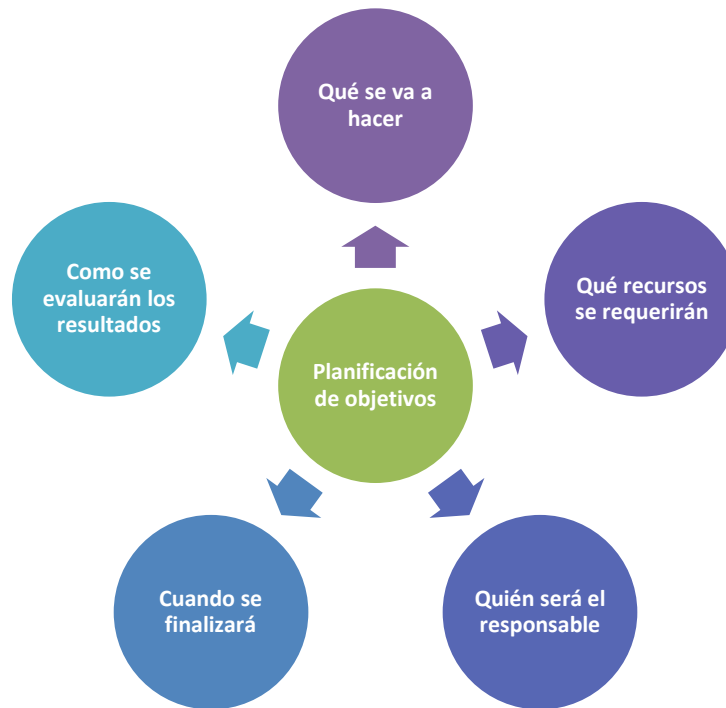 Qué se va a
hacer
Qué recursos
se requerirán
Quién será el
responsable
Cuando se
finalizará
Como se
evaluarán los
resultados
Planificación
de objetivos